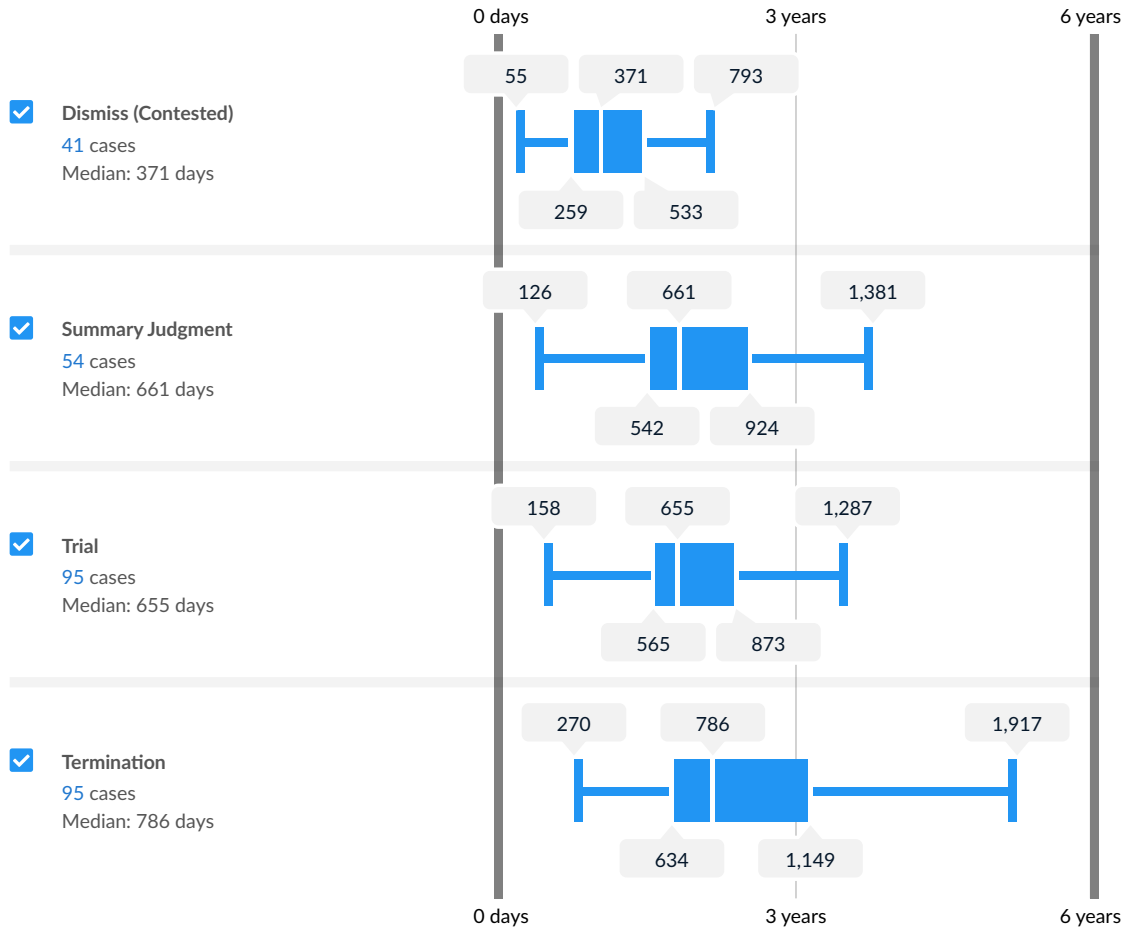 0 days 3 years 6 years
55 371 793
Dismiss (Contested)
41 cases
Median: 371 days
259 533
126 661 1,381
Summary Judgment
54 cases
Median: 661 days
542 924
158 655 1,287
Trial
95 cases
Median: 655 days
565 873
270 786 1,917
Termination
95 cases
Median: 786 days
634 1,149
0 days 3 years 6 years